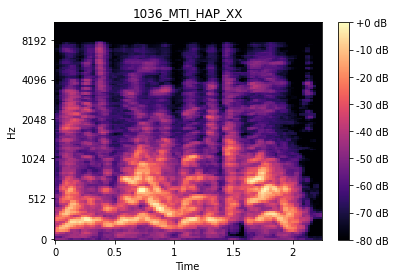 1036_MTI_HAP_XX
+0 dB
8192
-10 dB
-20 dB
4096
-30 dB
2048
Hz
-40 dB
1024
-50 dB
512
-60 dB
-70 dB
0
-80 dB
0
0.5
1
1.5
2
Time